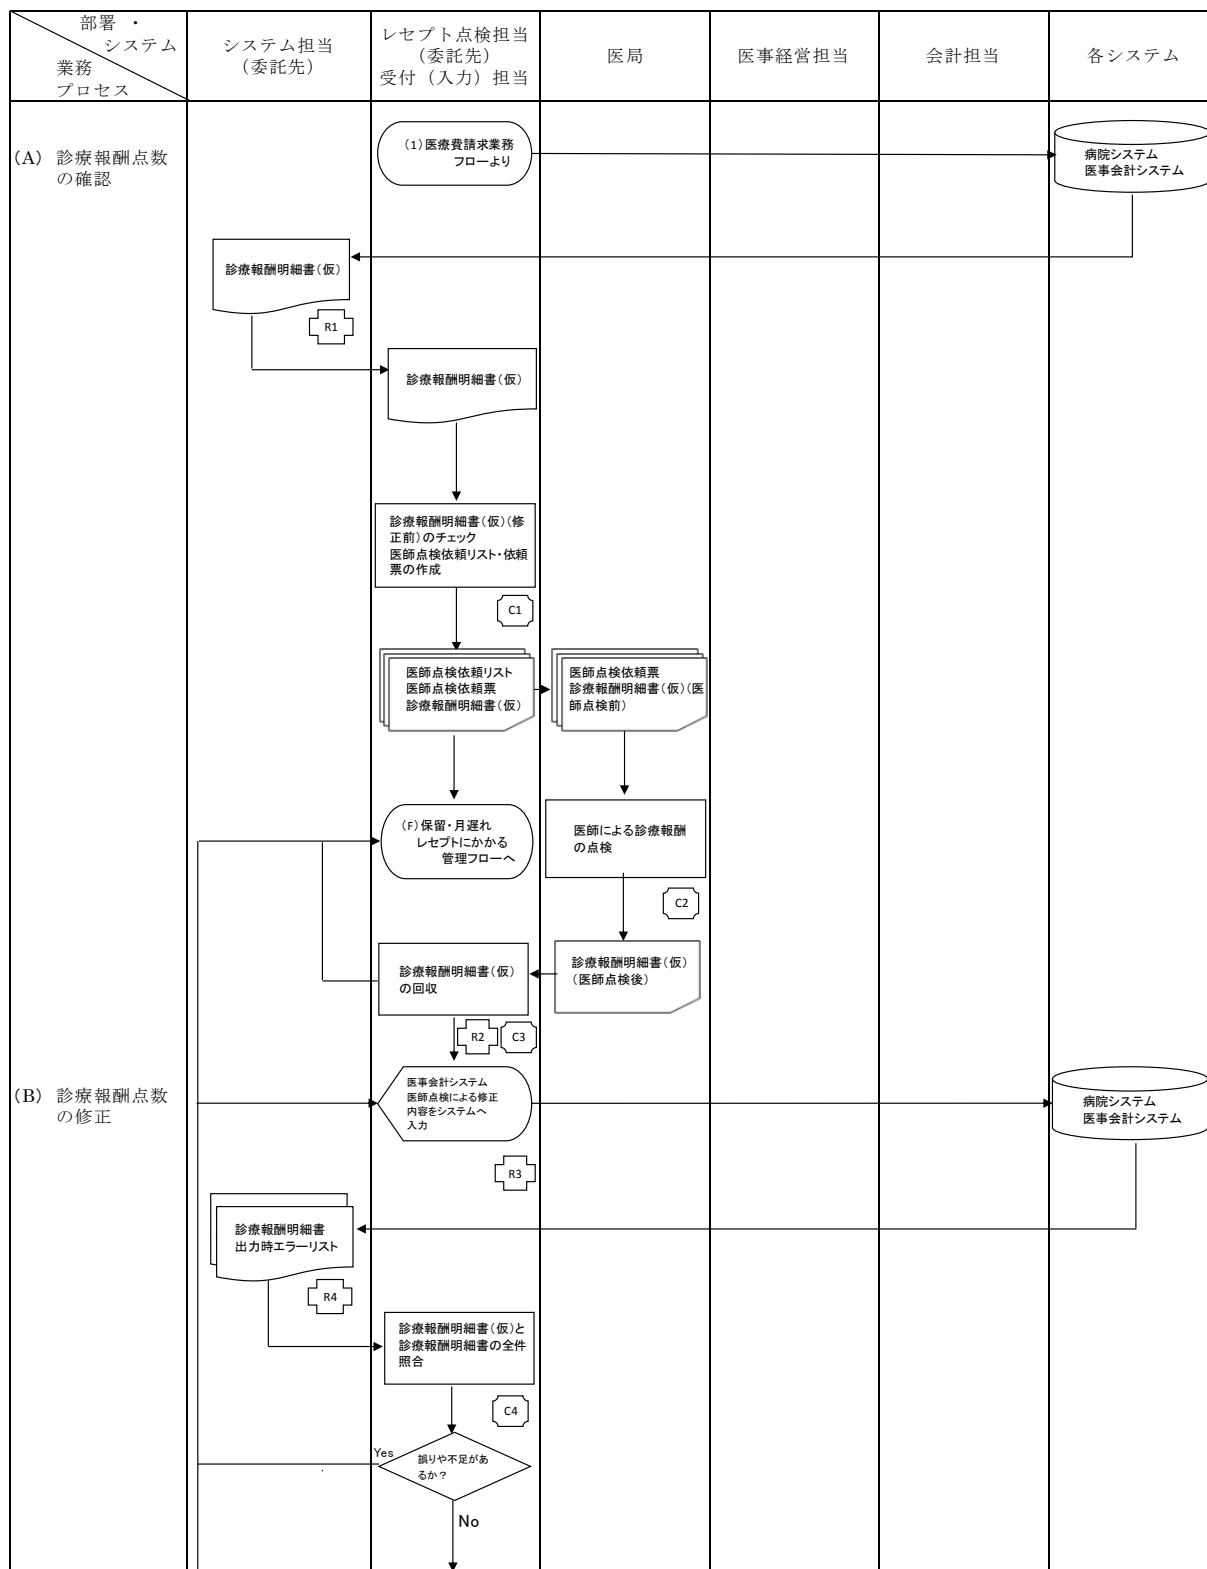 部署 ・
システム
業務
プロセス
システム担当
（委託先）
レセプト点検担当
（委託先）
受付（入力）担当
医局
医事経営担当
会計担当
各システム
(A) 診療報酬点数
の確認
(1)医療費請求業務
フローより
病院システム
医事会計システム
診療報酬明細書(仮)
R1
診療報酬明細書(仮)
診療報酬明細書(仮)(修
正前)のチェック
医師点検依頼リスト・依頼
票の作成
C1
医師点検依頼リスト
医師点検依頼票
診療報酬明細書(仮)
医師点検依頼票
診療報酬明細書(仮)(医
師点検前)
(F)保留・月遅れ
レセプトにかかる
管理フローへ
医師による診療報酬
の点検
C2
診療報酬明細書(仮)
の回収
診療報酬明細書(仮)
(医師点検後)
R2
C3
(B) 診療報酬点数
の修正
医事会計システム
医師点検による修正
内容をシステムへ
入力
病院システム
医事会計システム
R3
診療報酬明細書
出力時エラーリスト
R4
診療報酬明細書(仮)と
診療報酬明細書の全件
照合
C4
Yes
誤りや不足があ
るか？
No